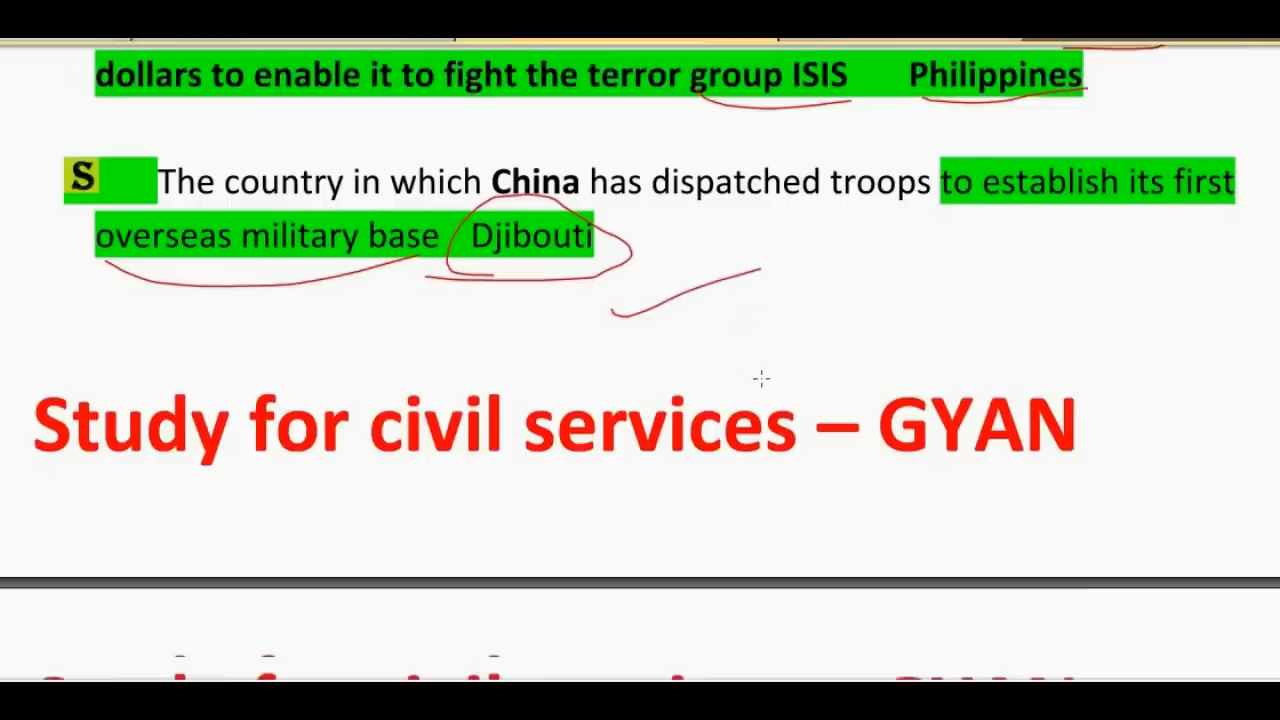 dollars to enable it to fight the terror group ISIS Philippines
S The country in which China has dispatched troops to establish its first
overseas military base Djibouti
Study for civil services – GYAN